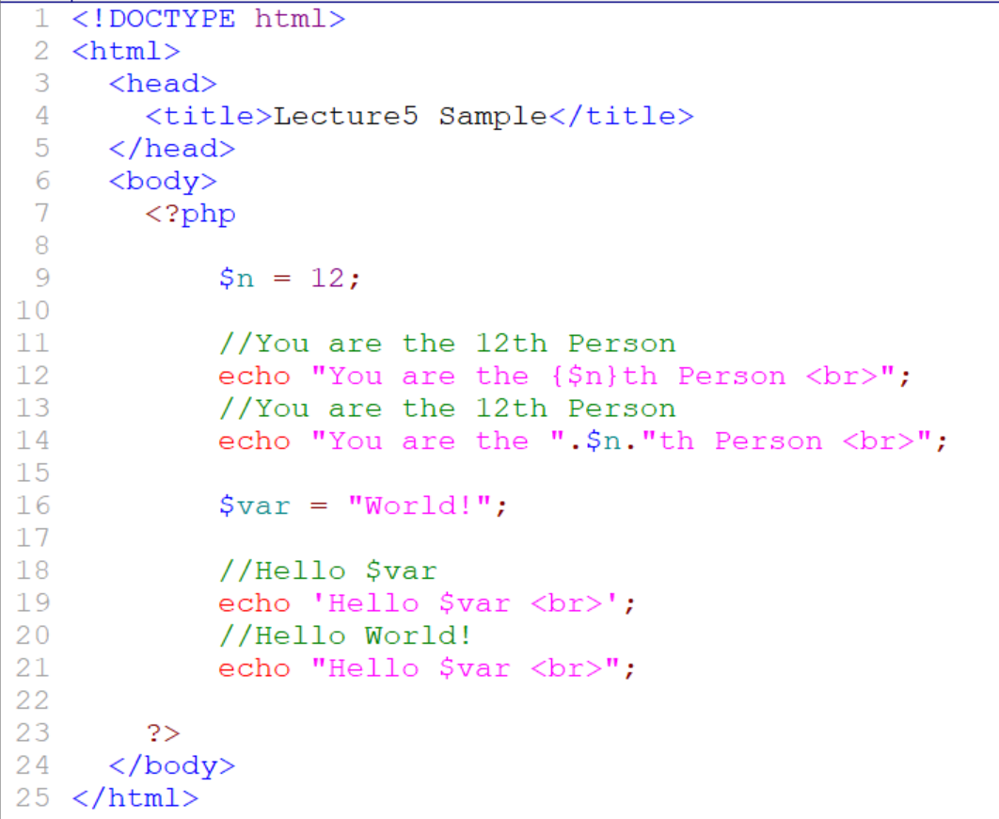 1 <!DOCTYPE html>
2 <html>
3   <head>
4     <title>Lecture5 Sample</title>
5   </head>
6   <body>
7     <?php
8
9         $n = 12;
10
11         //You are the 12th Person
12         echo "You are the {$n}th Person <br>";
13         //You are the 12th Person
14         echo "You are the ".$n."th Person <br>";
15
16         $var = "World!";
17
18         //Hello $var
19         echo 'Hello $var <br>';
20         //Hello World!
21         echo "Hello $var <br>";
22
23     ?>
24   </body>
25 </html>